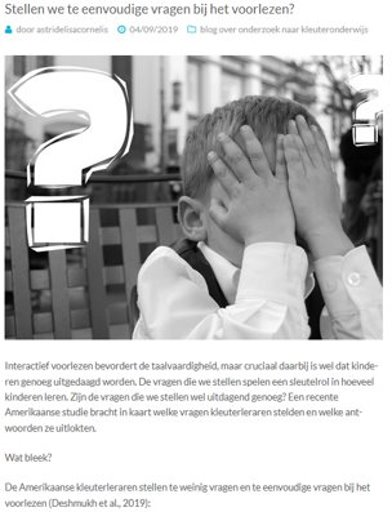 Stellen we te eenvoudige vragen bij het voorlezen?
door astridelisacornelis 04/09/2019 blog over onderzoek naar kleuteronderwijs
? ?
Interactief voorlezen bevordert de taalvaardigheid, maar cruciaal daarbij is wel dat kinde-
ren genoeg uitgedaagd worden. De vragen die we stellen spelen een sleutelrol in hoeveel
kinderen leren. Zijn de vragen die we stellen wel uitdagend genoeg? Een recente
Amerikaanse studie bracht in kaart welke vragen kleuterleraren stelden en welke ant-
woorden ze uitlokten.
Wat bleek?
De Amerikaanse kleuterleraren stellen te weinig vragen en te eenvoudige vragen bij het
voorlezen (Deshmukh et al., 2019):